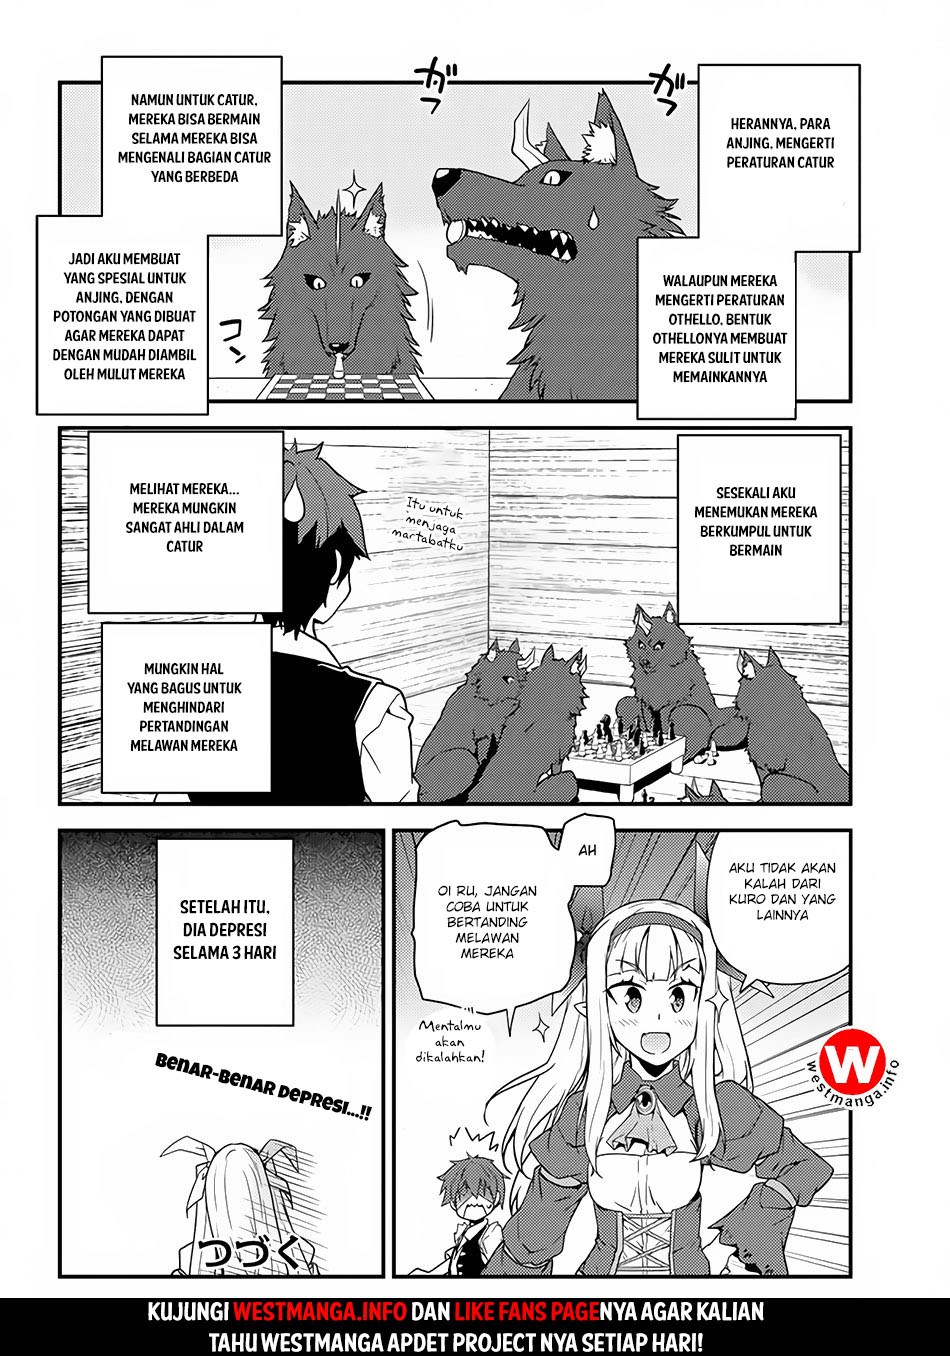 HERANNYA, PARA
ANJING, MENGERTI
PERATURAN CATUR
WALAUPUN MEREKA
MENGERTI PERATURAN
OTHELLO, BENTUK
OTHELLONYA MEMBUAT
MEREKA SULIT UNTUK
MEMAINKANNYA
ガッ
ガッ
NAMUN UNTUK CATUR,
MEREKA BISA BERMAIN
SELAMA MEREKA BISA
MENGENALI BAGIAN CATUR
YANG BERBEDA
JADI AKU MEMBUAT
YANG SPESIAL UNTUK
ANJING, DENGAN
POTONGAN YANG DIBUAT
AGAR MEREKA DAPAT
DENGAN MUDAH DIAMBIL
OLEH MULUT MEREKA
コン
SESEKALI AKU
MENEMUKAN MEREKA
BERKUMPUL UNTUK
BERMAIN
MELIHAT MEREKA...
MEREKA MUNGKIN
SANGAT AHLI DALAM
CATUR
Itu untuk
menjaga
martabatku
MUNGKIN HAL
YANG BAGUS UNTUK
MENGHINDARI
PERTANDINGAN
MELAWAN MEREKA
AKU TIDAK AKAN
KALAH DARI
KURO DAN YANG
LAINNYA
AH
OI RU, JANGAN
COBA UNTUK
BERTANDING
MELAWAN
MEREKA
Mentalmu
akan
dikalahkan!
W
westmanga.info
SETELAH ITU,
DIA DEPRESI
SELAMA 3 HARI
BENAR-BENAR DEPRESI...!!
つづく
KUJUNGI WESTMANGA.INFO DAN LIKE FANS PAGENYA AGAR KALIAN
TAHU WESTMANGA APDET PROJECT NYA SETIAP HARI!